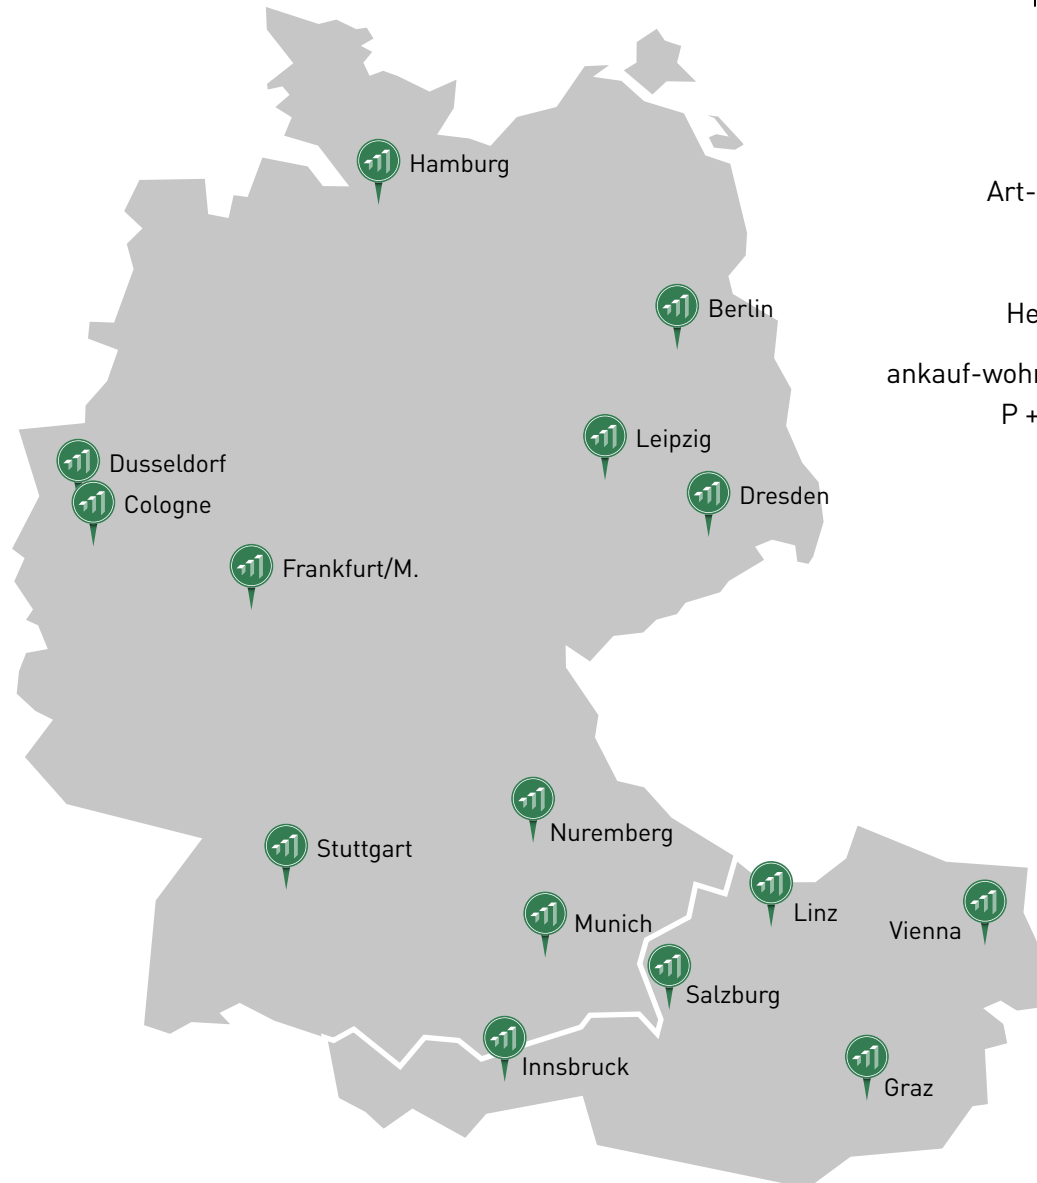 Hamburg
Art-
Berlin
He
ankauf-wohn
P +
Leipzig
Dusseldorf
Dresden
Cologne
Frankfurt/M.
Nuremberg
Stuttgart
Linz
Munich
Vienna
Salzburg
Innsbruck
Graz